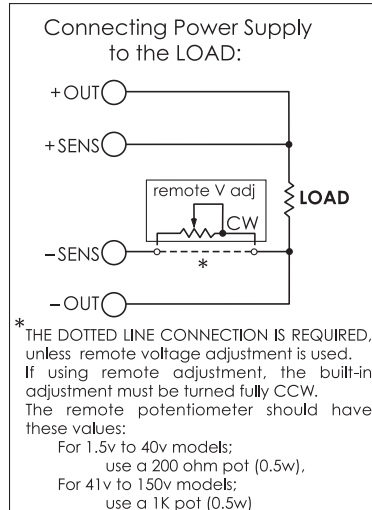 Connecting Power Supply
to the LOAD:
+OUT
+SENS
remote V adj
CW
LOAD
−SENS
*
−OUT
*
THE DOTTED LINE CONNECTION IS REQUIRED,
unless remote voltage adjustment is used.
If using remote adjustment, the built-in
adjustment must be turned fully CCW.
The remote potentiometer should have
these values:
For 1.5v to 40v models;
use a 200 ohm pot (0.5w),
For 41v to 150v models;
use a 1K pot (0.5w)